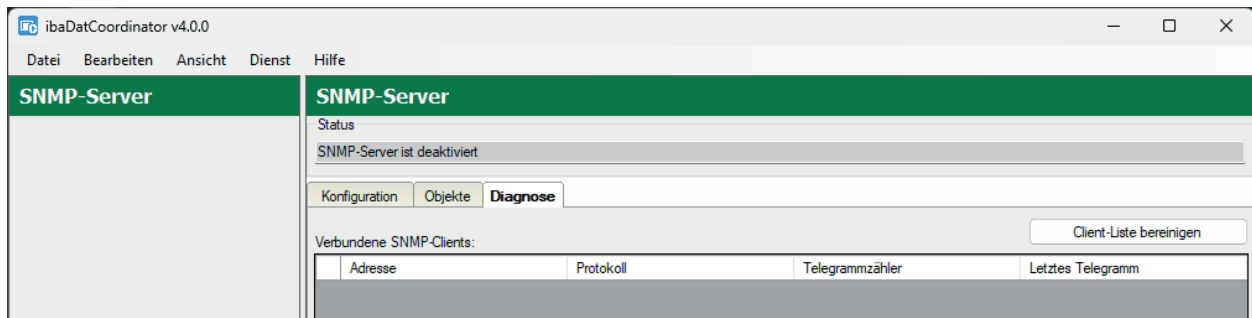 ibaDatCoordinator v4.0.0
Datei Bearbeiten Ansicht Dienst Hilfe
SNMP-Server
SNMP-Server
Status
SNMP-Server ist deaktiviert
Konfiguration Objekte Diagnose
Client-Liste bereinigen
Verbundene SNMP-Clients:
Adresse Protokoll Telegrammzähler Letztes Telegramm